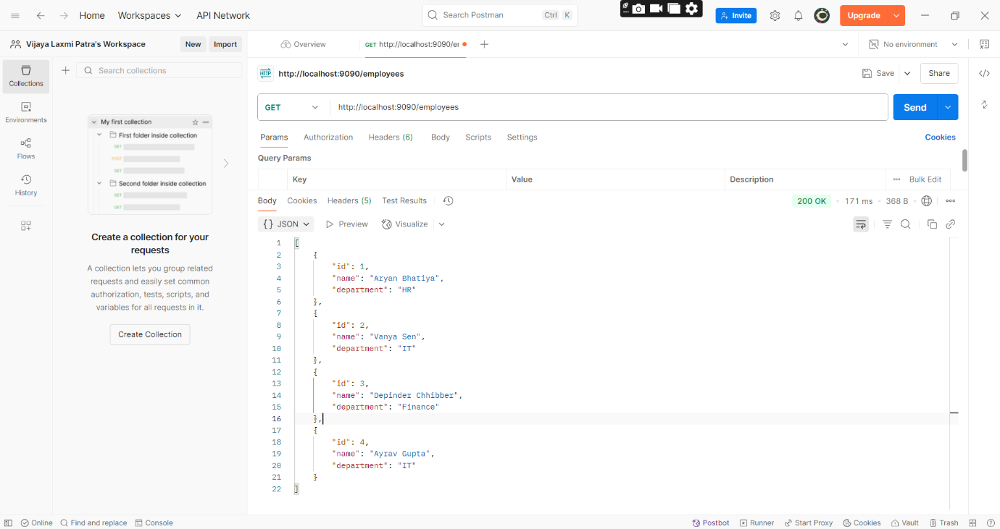 Home Workspaces API Network Search Postman Ctrl K Invite Upgrade
Vijaya Laxmi Patra's Workspace New Import Overview GET http://localhost:9090/er No environment
Collections
Environments
Flows
History
Search collections
My first collection
First folder inside collection
GET
POST
GET
Second folder inside collection
GET
GET
Create a collection for your
requests
A collection lets you group related
requests and easily set common
authorization, tests, scripts, and
variables for all requests in it.
Create Collection
HTTP http://localhost:9090/employees Save Share
GET http://localhost:9090/employees Send
Params Authorization Headers (6) Body Scripts Settings Cookies
Query Params
Key Value Description Bulk Edit
Body Cookies Headers (5) Test Results 200 OK 171 ms 368 B
{} JSON Preview Visualize
1 [
2 {
3 "id": 1,
4 "name": "Aryan Bhatiya",
5 "department": "HR"
6 },
7 {
8 "id": 2,
9 "name": "Vanya Sen",
10 "department": "IT"
11 },
12 {
13 "id": 3,
14 "name": "Depinder Chhibber",
15 "department": "Finance"
16 },
17 {
18 "id": 4,
19 "name": "Ayrav Gupta",
20 "department": "IT"
21 }
22 ]
Online Find and replace Console Postbot Runner Start Proxy Cookies Vault Trash